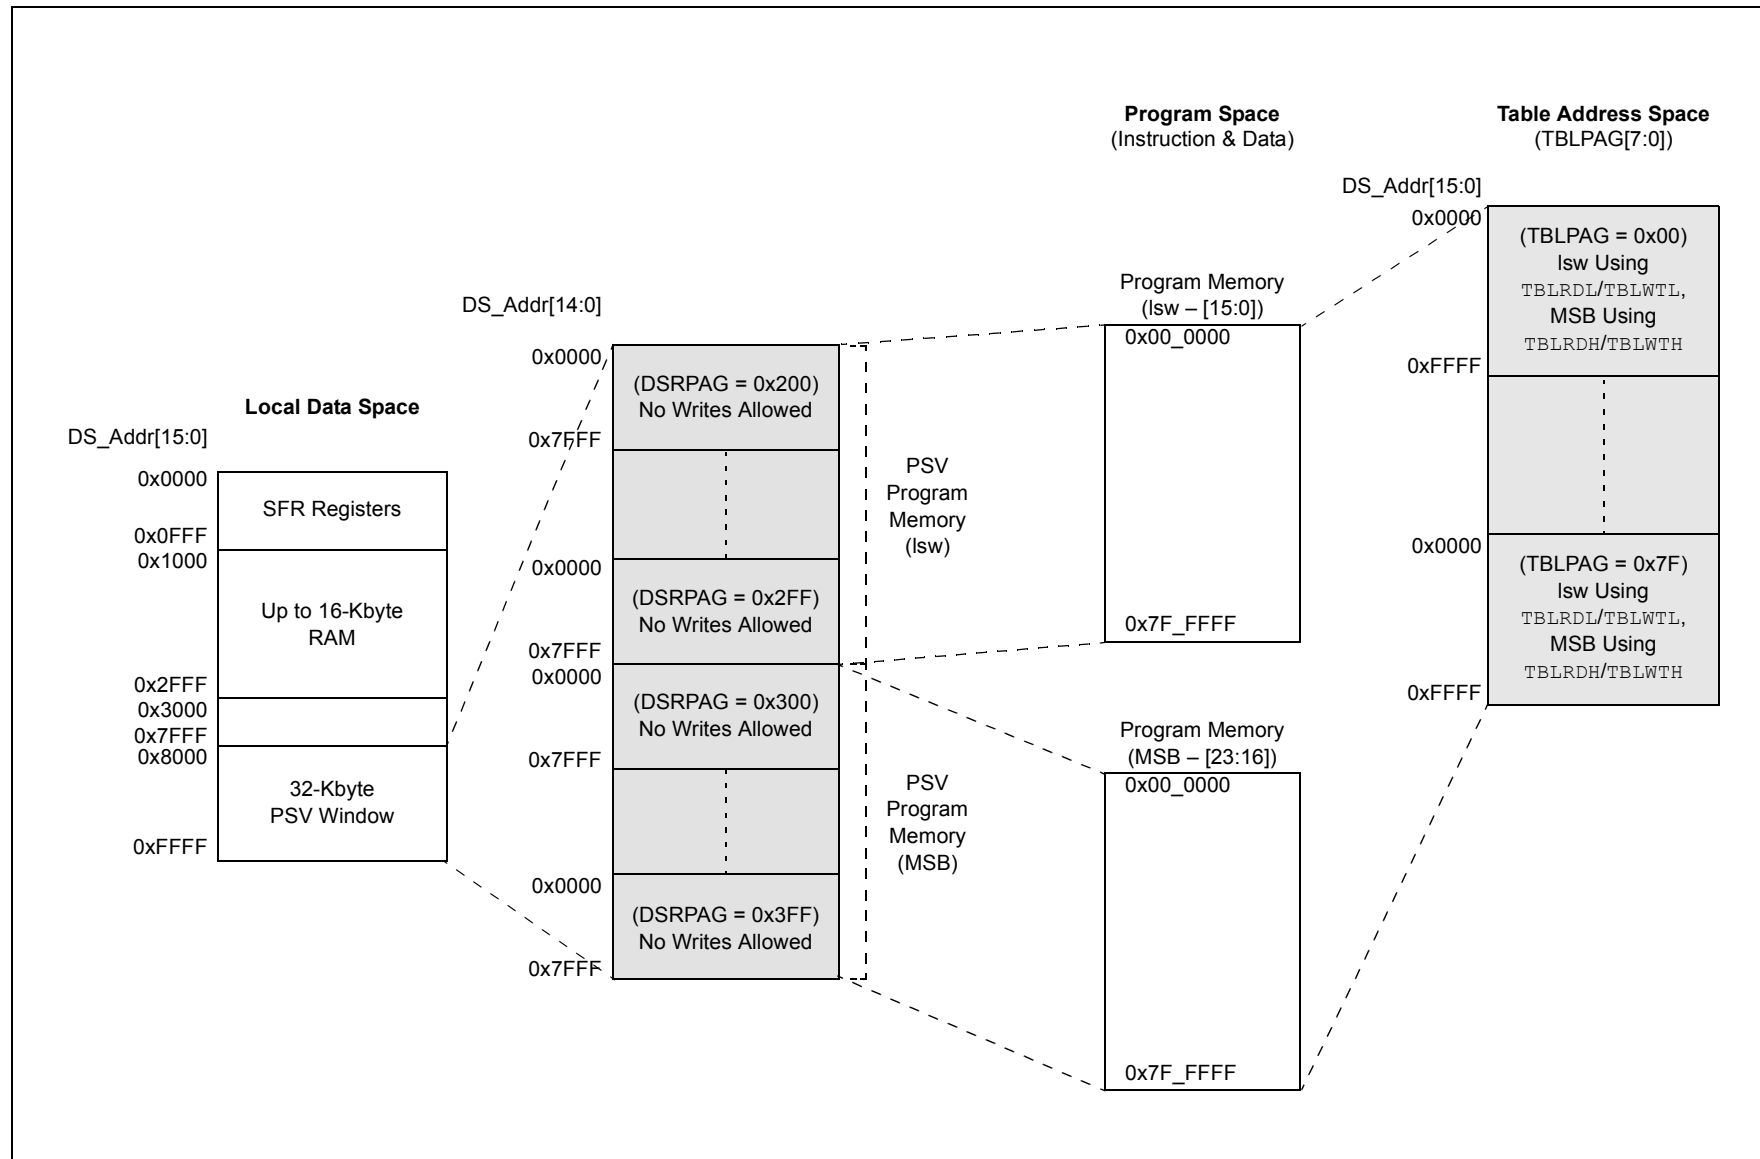 Program Space
(Instruction & Data)
Table Address Space
(TBLPAG[7:0])
DS_Addr[15:0]
0x0000
(TBLPAG = 0x00)
lsw Using
TBLRDL/TBLWTL,
MSB Using
TBLRDH/TBLWTH
0xFFFF
0x0000
(TBLPAG = 0x7F)
lsw Using
TBLRDL/TBLWTL,
MSB Using
TBLRDH/TBLWTH
0xFFFF
Program Memory
(lsw – [15:0])
0x00_0000
0x7F_FFFF
Program Memory
(MSB – [23:16])
0x00_0000
0x7F_FFFF
DS_Addr[14:0]
0x0000
(DSRPAG = 0x200)
No Writes Allowed
0x7FFF
0x0000
(DSRPAG = 0x2FF)
No Writes Allowed
0x7FFF
0x0000
(DSRPAG = 0x300)
No Writes Allowed
0x7FFF
0x0000
(DSRPAG = 0x3FF)
No Writes Allowed
0x7FFF
PSV
Program
Memory
(lsw)
PSV
Program
Memory
(MSB)
Local Data Space
DS_Addr[15:0]
0x0000
SFR Registers
0x0FFF
0x1000
Up to 16-Kbyte
RAM
0x2FFF
0x3000
0x7FFF
0x8000
32-Kbyte
PSV Window
0xFFFF